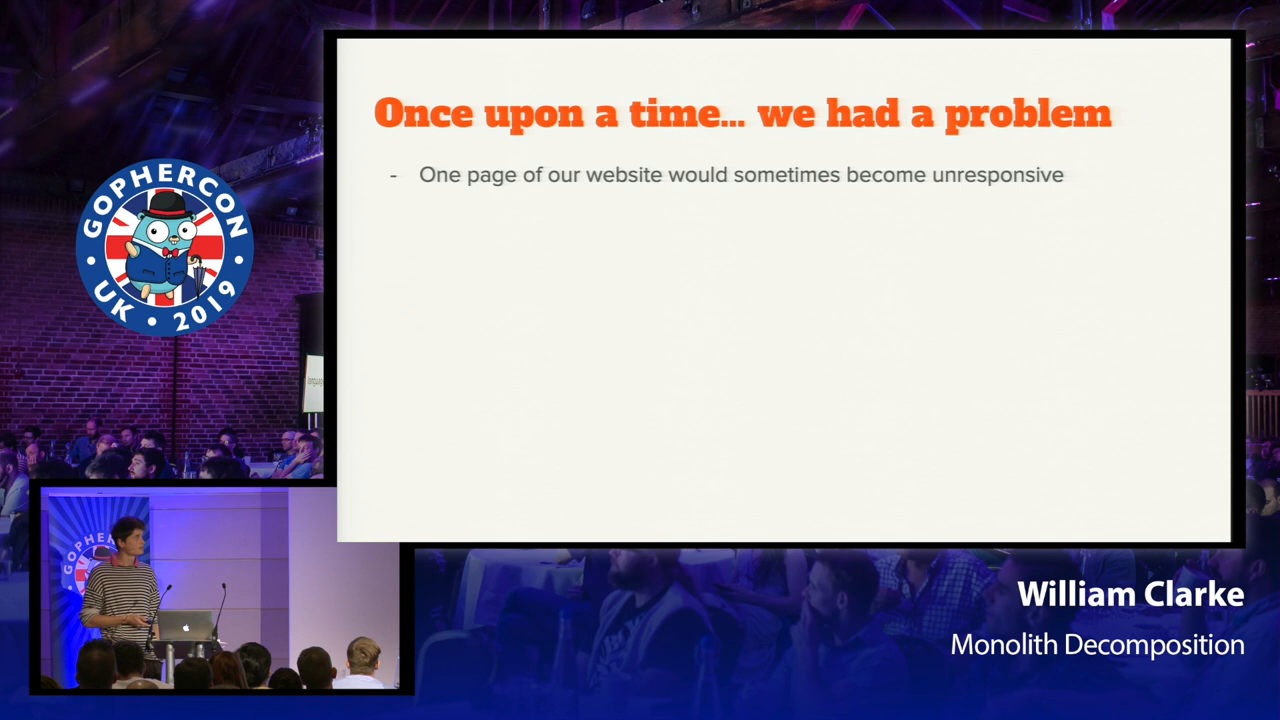 Once upon a time... we had a problem
- One page of our website would sometimes become unresponsive
GOPHERCON
UK • 2019
GOPHER
William Clarke
Monolith Decomposition